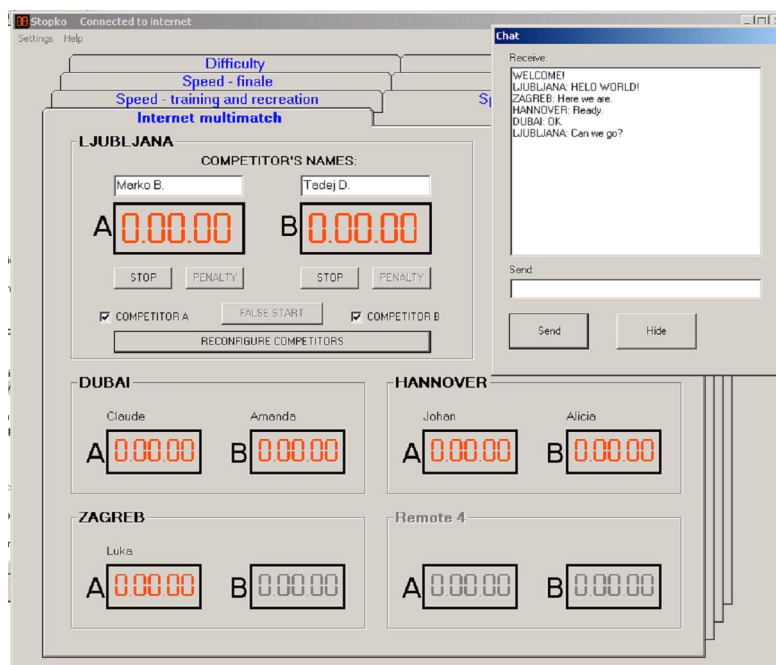 Stopko Connected to internet
Settings Help
Difficulty
Speed - finale
Speed - training and recreation
Internet multimatch
LJUBLJANA
COMPETITOR'S NAMES:
Marko B. Tadej D.
A 0.00.00 B 0.00.00
STOP PENALTY STOP PENALTY
COMPETITOR A FALSE START COMPETITOR B
RECONFIGURE COMPETITORS
DUBAI
Claude Amanda
A 0.00.00 B 0.00.00
HANNOVER
Johan Alicia
A 0.00.00 B 0.00.00
ZAGREB
Luka
A 0.00.00 B 0.00.00
Remote 4
A 0.00.00 B 0.00.00
Chat
Receive:
WELCOME!
LJUBLJANA: HELO WORLD!
ZAGREB: Here we are.
HANNOVER: Ready.
DUBAI: OK
LJUBLJANA: Can we go?
Send:
Send Hide